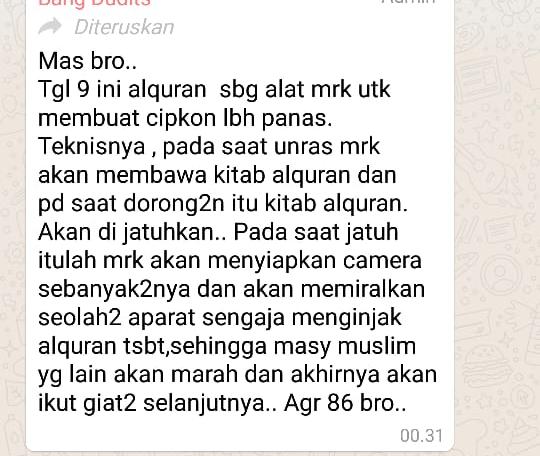 Bang Dudits Admin
Diteruskan
Mas bro..
Tgl 9 ini alquran sbg alat mrk utk
membuat cipkon lbh panas.
Teknisnya , pada saat unras mrk
akan membawa kitab alquran dan
pd saat dorong2n itu kitab alquran.
Akan di jatuhkan.. Pada saat jatuh
itulah mrk akan menyiapkan camera
sebanyak2nya dan akan memiralkan
seolah2 aparat sengaja menginjak
alquran tsbt,sehingga masy muslim
yg lain akan marah dan akhirnya akan
ikut giat2 selanjutnya.. Agr 86 bro..
00.31